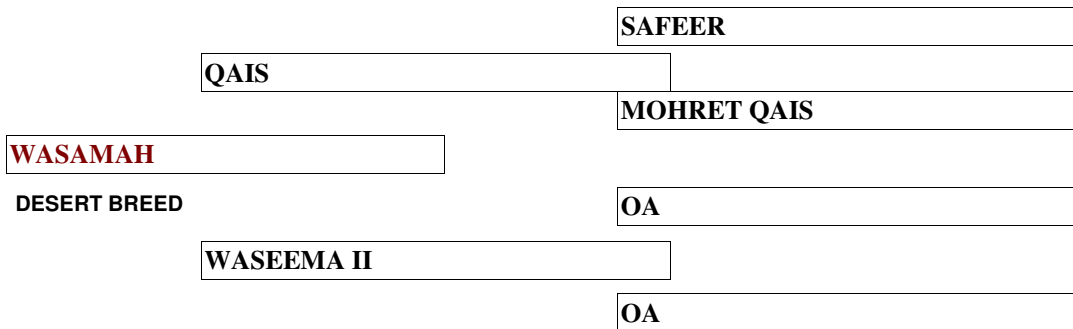 SAFEER
QAIS
MOHRET QAIS
WASAMAH
DESERT BREED
OA
WASEEMA II
OA